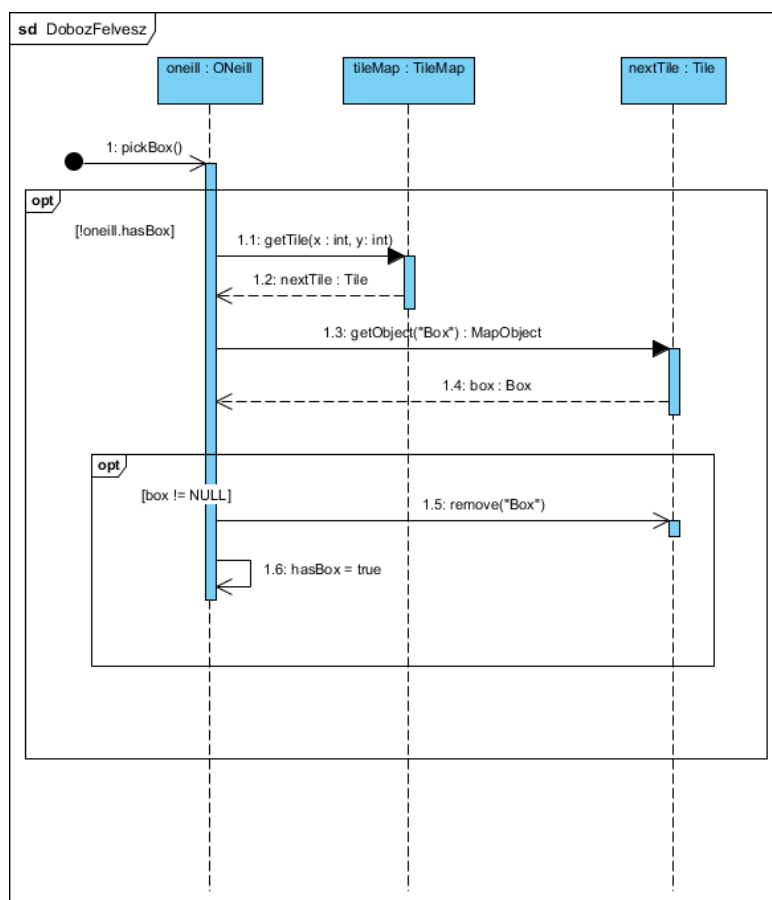 sd DobozFelvesz
oneill : ONeill
tileMap : TileMap
nextTile : Tile
1: pickBox()
opt
[!oneill.hasBox]
1.1: getTile(x : int, y: int)
1.2: nextTile : Tile
1.3: getObject("Box") : MapObject
1.4: box : Box
opt
[box != NULL]
1.5: remove("Box")
1.6: hasBox = true